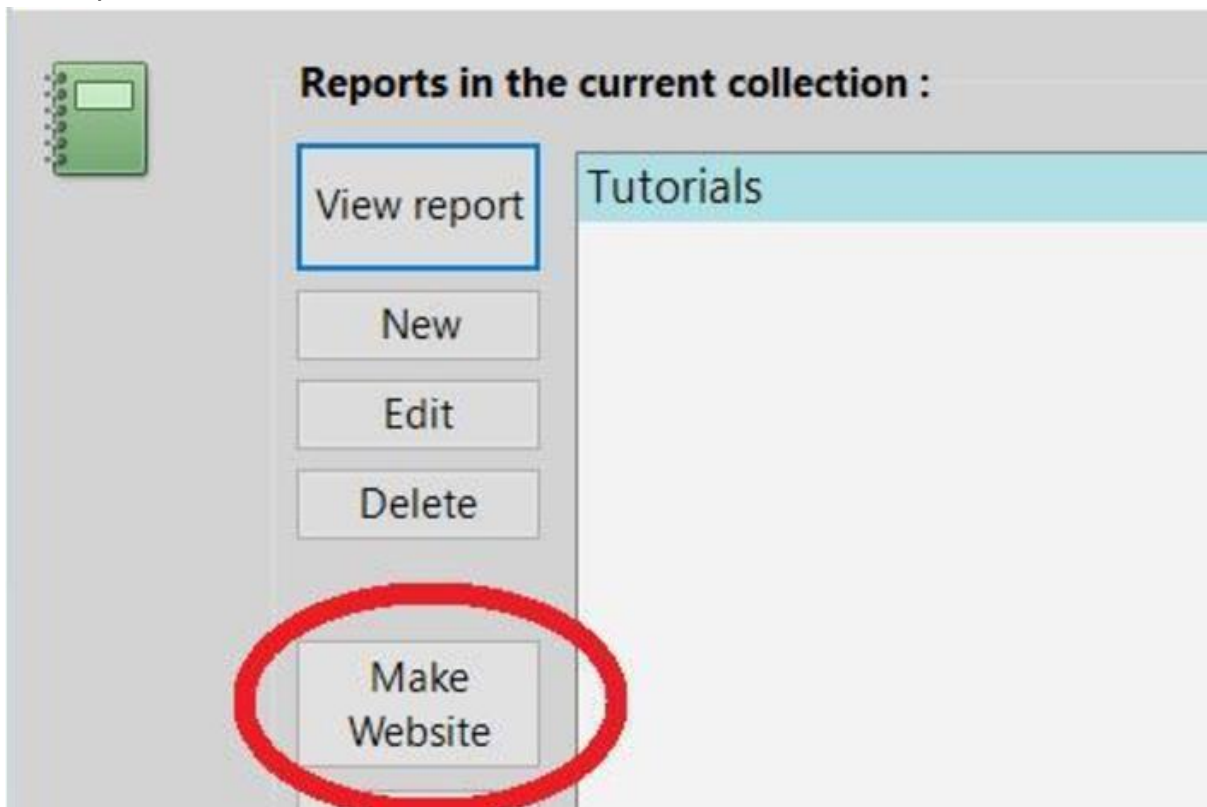 Reports in the current collection :
View report
Tutorials
New
Edit
Delete
Make
Website